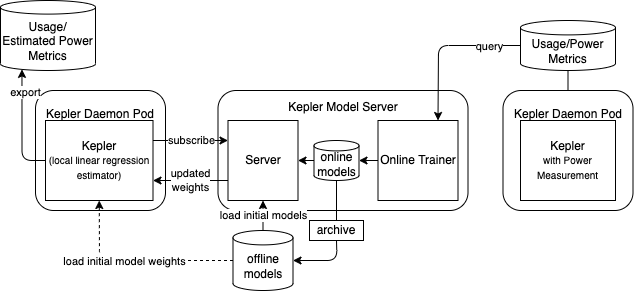 Usage/
Estimated Power
Metrics
Usage/Power
Metrics
query
export
Kepler Daemon Pod
Kepler
(local linear regression
estimator)
Kepler Model Server
subscribe
updated
weights
Server
online
models
Online Trainer
Kepler Daemon Pod
Kepler
with Power
Measurement
load initial models
archive
load initial model weights
offline
models